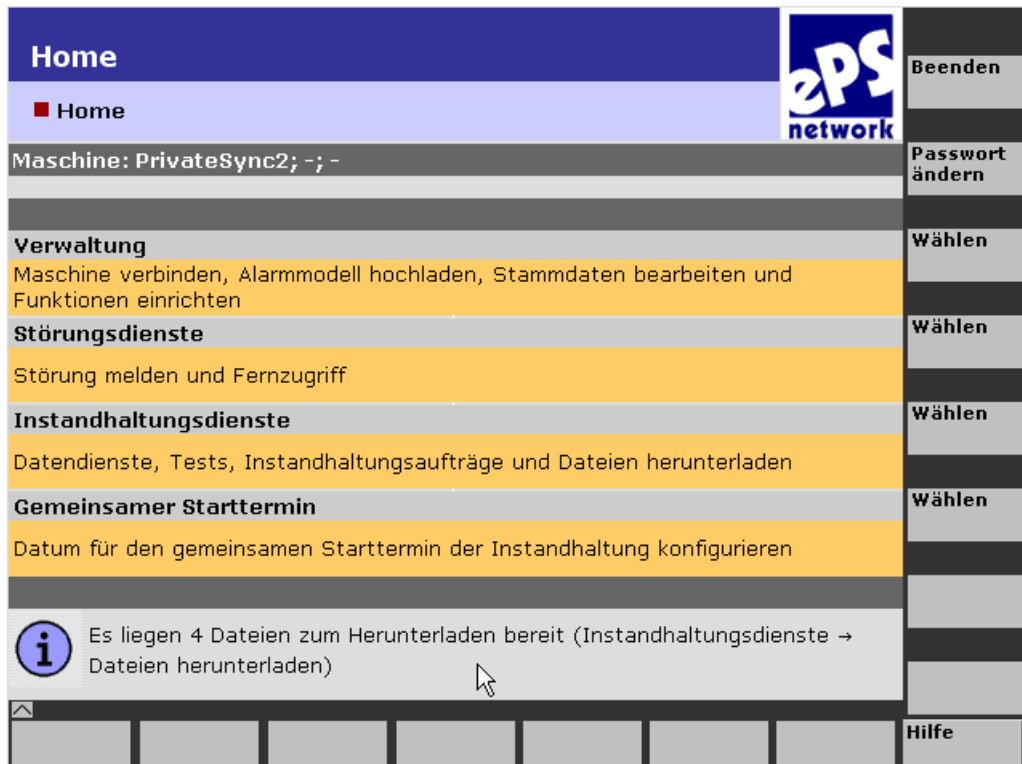 Home
ePS
network
Beenden
Home
Maschine: PrivateSync2; -; -
Passwort
ändern
Verwaltung
Wählen
Maschine verbinden, Alarmmodell hochladen, Stammdaten bearbeiten und
Funktionen einrichten
Störungsdienste
Wählen
Störung melden und Fernzugriff
Instandhaltungsdienste
Wählen
Datendienste, Tests, Instandhaltungsaufträge und Dateien herunterladen
Gemeinsamer Starttermin
Wählen
Datum für den gemeinsamen Starttermin der Instandhaltung konfigurieren
Es liegen 4 Dateien zum Herunterladen bereit (Instandhaltungsdienste →
Dateien herunterladen)
Hilfe